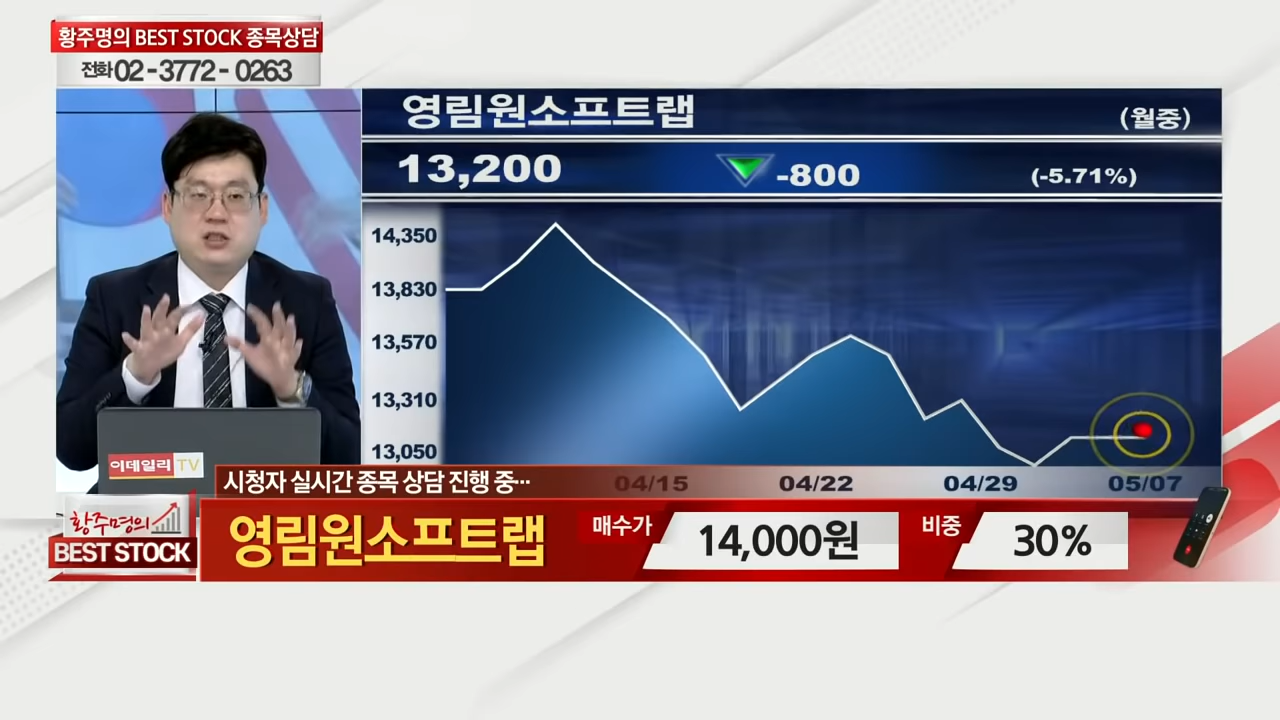 황주명의 BEST STOCK 종목상담
전화 02-3772-0263
영림원소프트랩
(월중)
13,200
-800
(-5.71%)
14,350
13,830
13,570
13,310
13,050
04/15
04/22
04/29
05/07
이데일리 TV
시청자 실시간 종목 상담 진행 중…
황주명의
BEST STOCK
영림원소프트랩
매수가
14,000원
비중
30%